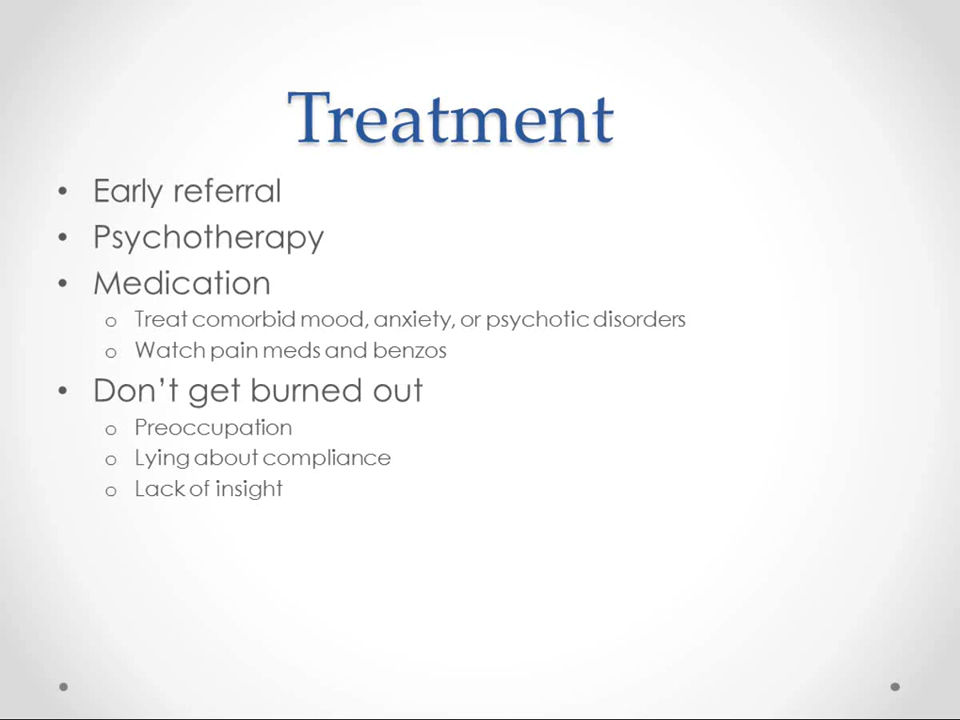 Treatment
• Early referral
• Psychotherapy
• Medication
o Treat comorbid mood, anxiety, or psychotic disorders
o Watch pain meds and benzos
• Don’t get burned out
o Preoccupation
o Lying about compliance
o Lack of insight